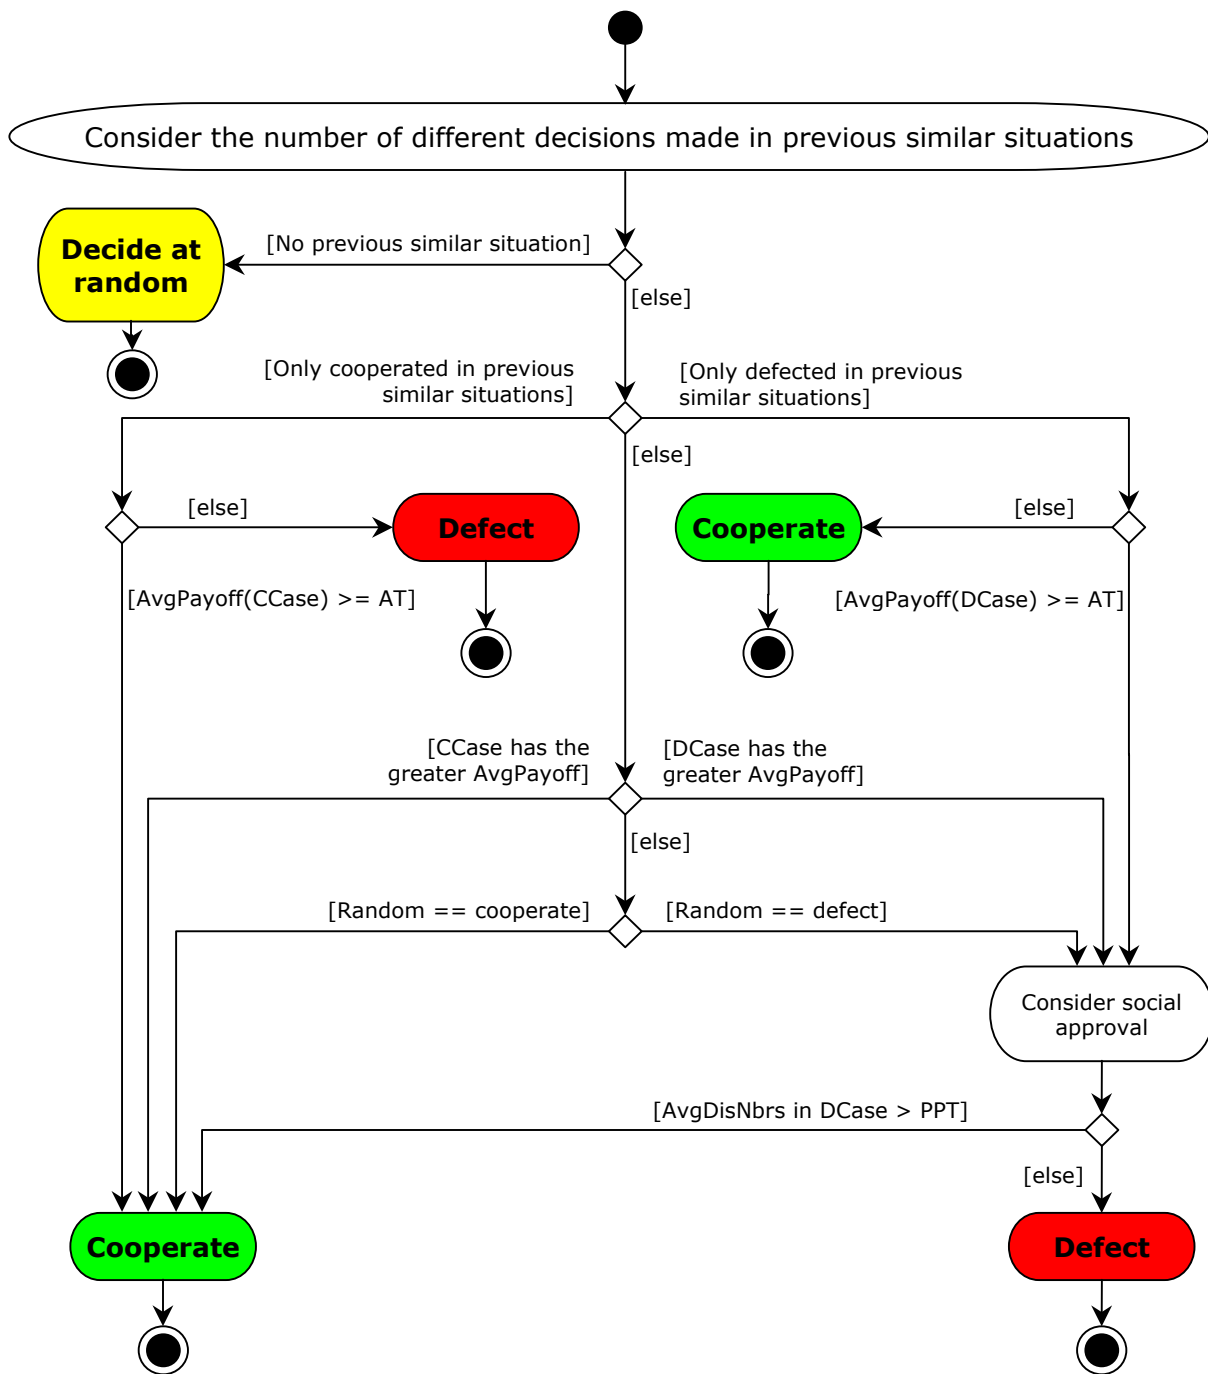 Consider the number of different decisions made in previous similar situations
Decide at
random
[No previous similar situation]
[else]
[Only cooperated in previous
similar situations]
[Only defected in previous
similar situations]
[else]
[else]
Defect
Cooperate
[else]
[AvgPayoff(CCase) >= AT]
[AvgPayoff(DCase) >= AT]
[CCase has the
greater AvgPayoff]
[DCase has the
greater AvgPayoff]
[else]
[Random == cooperate]
[Random == defect]
Consider social
approval
[AvgDisNbrs in DCase > PPT]
[else]
Cooperate
Defect